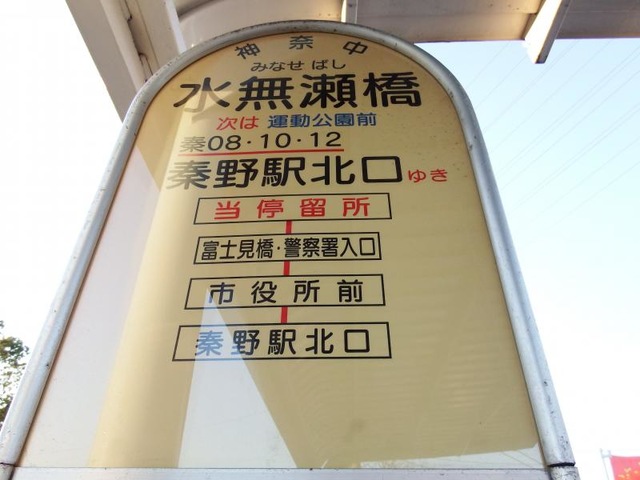 神奈中
みなせ ばし
水無瀬橋
次は 運動公園前
秦08・10・12
秦野駅北口ゆき
当停留所
富士見橋・警察署入口
市役所前
秦野駅北口